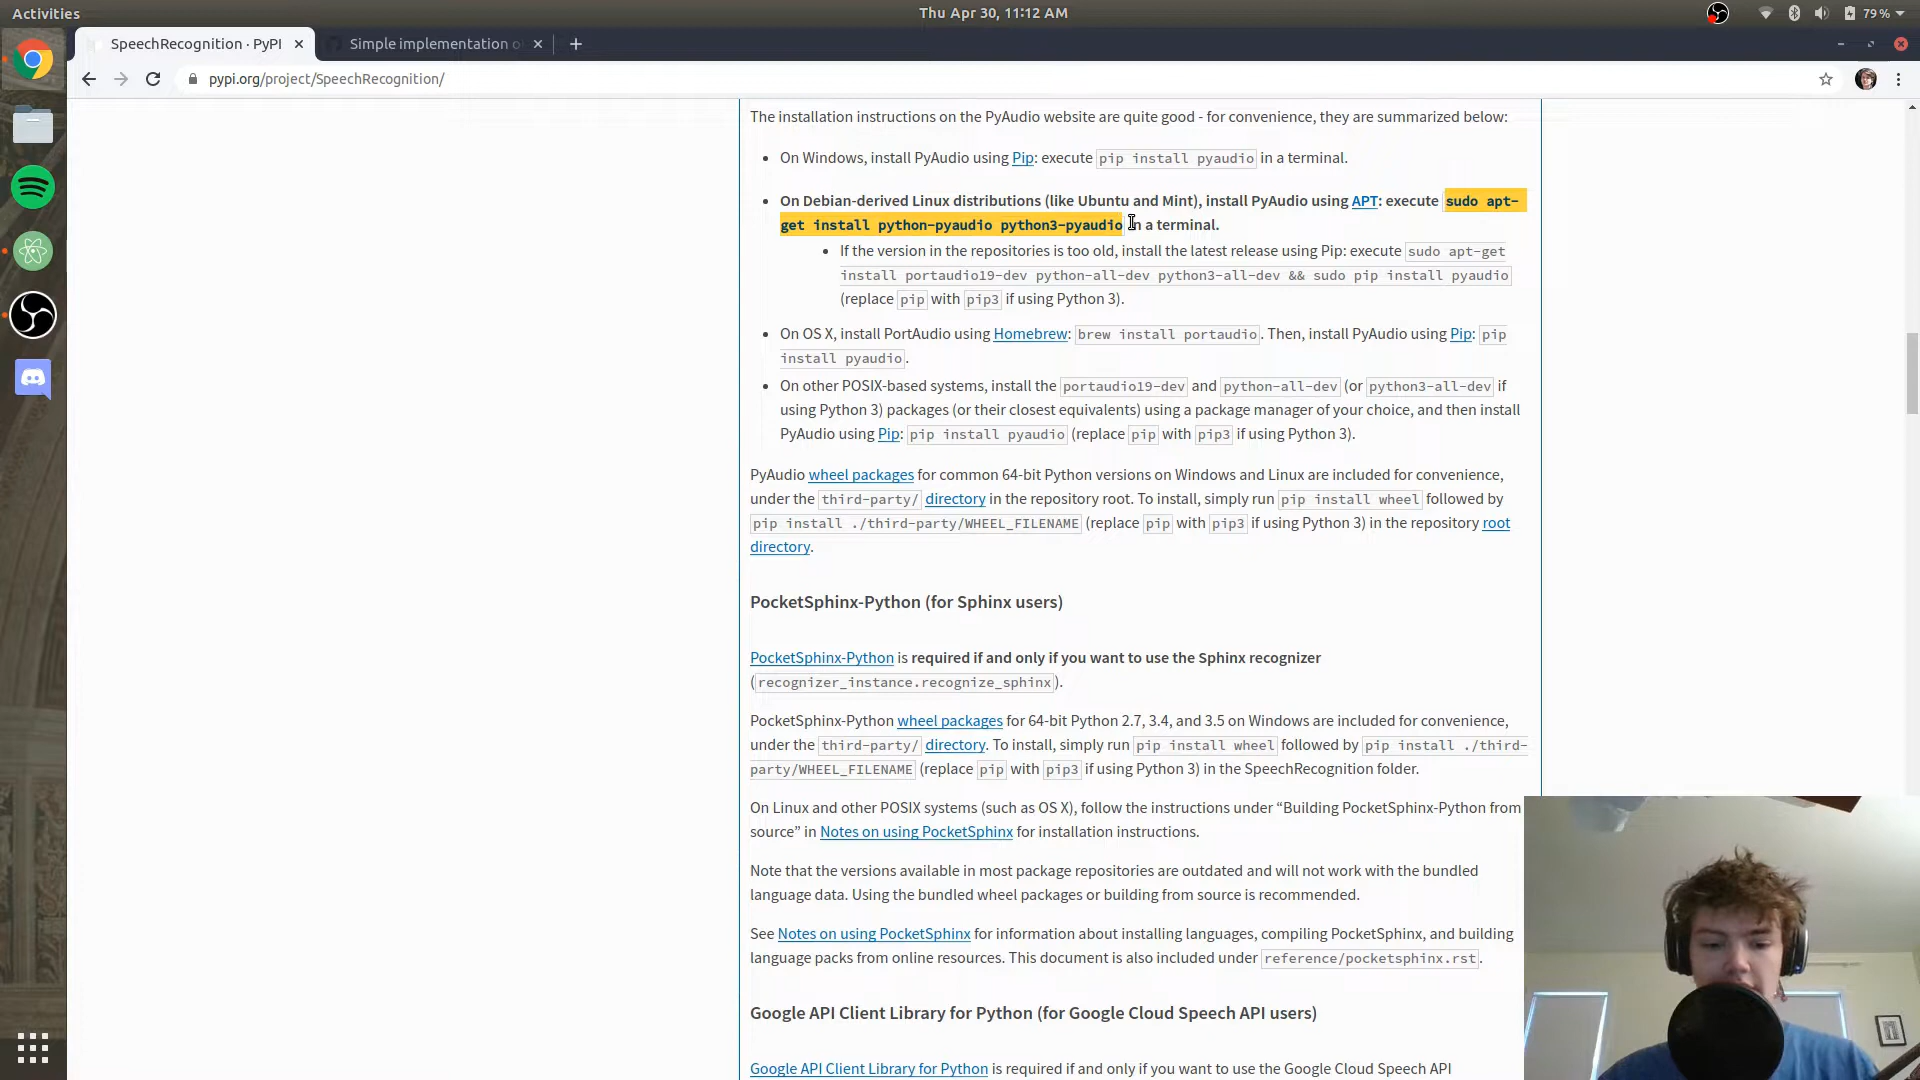 Activities
Thu Apr 30, 11:12 AM
79 %
SpeechRecognition · PyPI
Simple implementation o
pypi.org/project/SpeechRecognition/
The installation instructions on the PyAudio website are quite good - for convenience, they are summarized below:
On Windows, install PyAudio using Pip: execute pip install pyaudio in a terminal.
On Debian-derived Linux distributions (like Ubuntu and Mint), install PyAudio using APT: execute sudo apt-
get install python-pyaudio python3-pyaudio in a terminal.
If the version in the repositories is too old, install the latest release using Pip: execute sudo apt-get
install portaudio19-dev python-all-dev python3-all-dev && sudo pip install pyaudio
(replace pip with pip3 if using Python 3).
On OS X, install PortAudio using Homebrew: brew install portaudio. Then, install PyAudio using Pip: pip
install pyaudio.
On other POSIX-based systems, install the portaudio19-dev and python-all-dev (or python3-all-dev if
using Python 3) packages (or their closest equivalents) using a package manager of your choice, and then install
PyAudio using Pip: pip install pyaudio (replace pip with pip3 if using Python 3).
PyAudio wheel packages for common 64-bit Python versions on Windows and Linux are included for convenience,
under the third-party/ directory in the repository root. To install, simply run pip install wheel followed by
pip install ./third-party/WHEEL_FILENAME (replace pip with pip3 if using Python 3) in the repository root
directory.
PocketSphinx-Python (for Sphinx users)
PocketSphinx-Python is required if and only if you want to use the Sphinx recognizer
(recognizer_instance.recognize_sphinx).
PocketSphinx-Python wheel packages for 64-bit Python 2.7, 3.4, and 3.5 on Windows are included for convenience,
under the third-party/ directory. To install, simply run pip install wheel followed by pip install ./third-
party/WHEEL_FILENAME (replace pip with pip3 if using Python 3) in the SpeechRecognition folder.
On Linux and other POSIX systems (such as OS X), follow the instructions under “Building PocketSphinx-Python from
source” in Notes on using PocketSphinx for installation instructions.
Note that the versions available in most package repositories are outdated and will not work with the bundled
language data. Using the bundled wheel packages or building from source is recommended.
See Notes on using PocketSphinx for information about installing languages, compiling PocketSphinx, and building
language packs from online resources. This document is also included under reference/pocketsphinx.rst.
Google API Client Library for Python (for Google Cloud Speech API users)
Google API Client Library for Python is required if and only if you want to use the Google Cloud Speech API